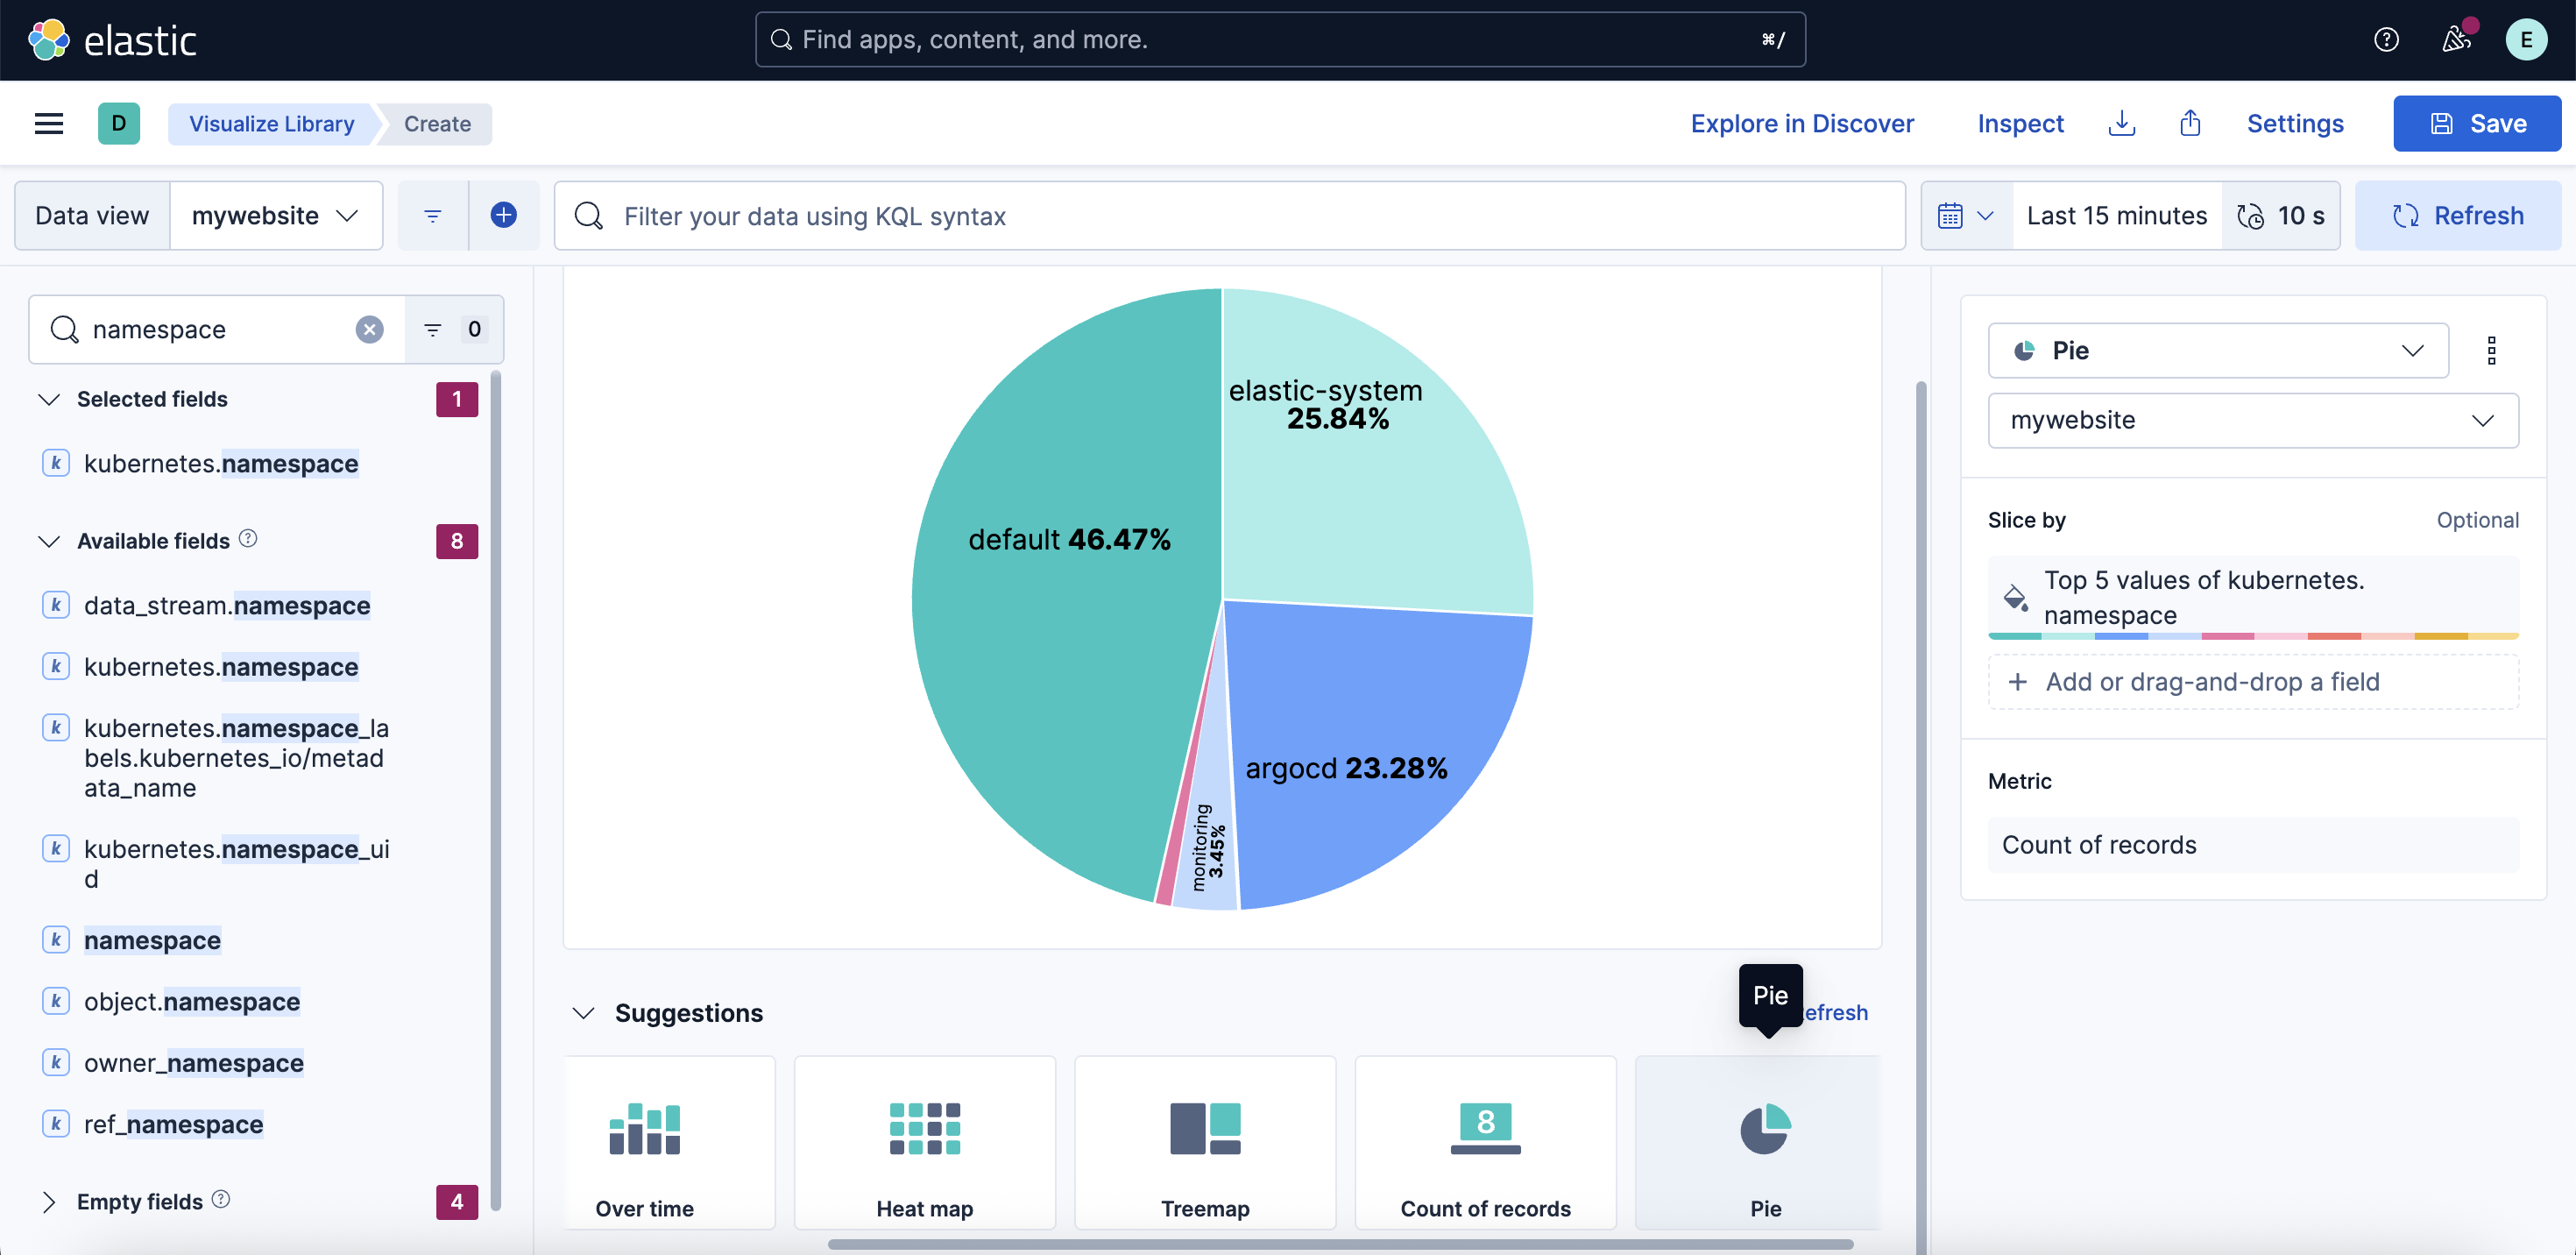 elastic
Find apps, content, and more.
⌘/
E
D
Visualize Library
Create
Explore in Discover
Inspect
Settings
Save
Data view
mywebsite
Filter your data using KQL syntax
Last 15 minutes
10 s
Refresh
namespace
0
Selected fields
1
k kubernetes.namespace
Available fields
8
k data_stream.namespace
k kubernetes.namespace
k kubernetes.namespace_la
bels.kubernetes_io/metad
ata_name
k kubernetes.namespace_ui
d
k namespace
k object.namespace
k owner_namespace
k ref_namespace
Empty fields
4
elastic-system
25.84%
default 46.47%
argocd 23.28%
monitoring
3.45%
Suggestions
Pie
efresh
Over time
Heat map
Treemap
8
Count of records
Pie
Pie
mywebsite
Slice by
Optional
Top 5 values of kubernetes.
namespace
+ Add or drag-and-drop a field
Metric
Count of records